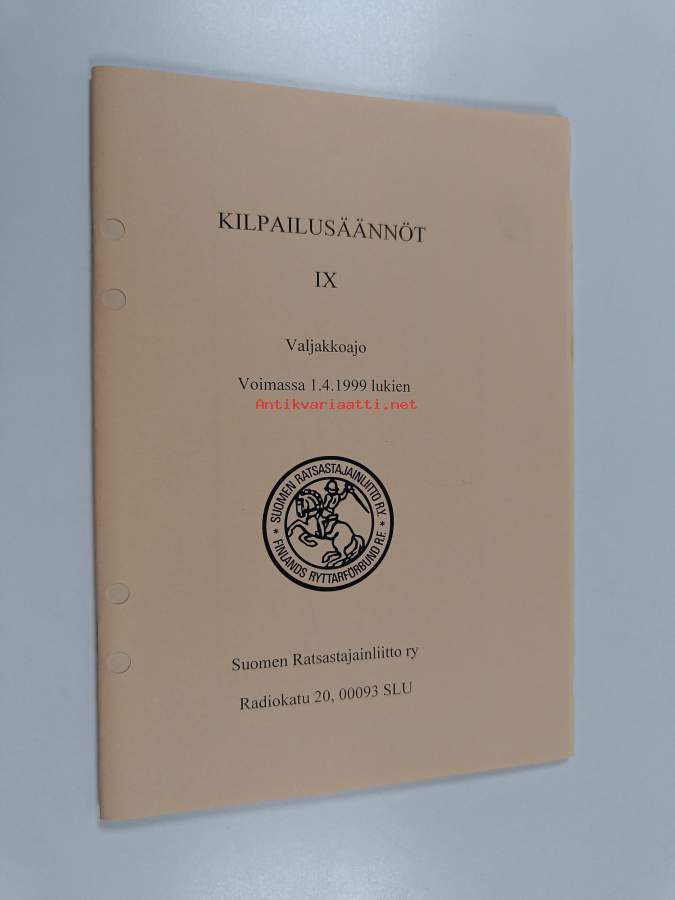 KILPAILUSÄÄNNÖT
IX
Valjakkoajo
Voimassa 1.4.1999 lukien
Antikvariaatti.net
* SUOMEN RATSASTAJAINLIITTO R.Y. *
FINLANDS RYTTARFÖRBUND R.F.
Suomen Ratsastajainliitto ry
Radiokatu 20, 00093 SLU